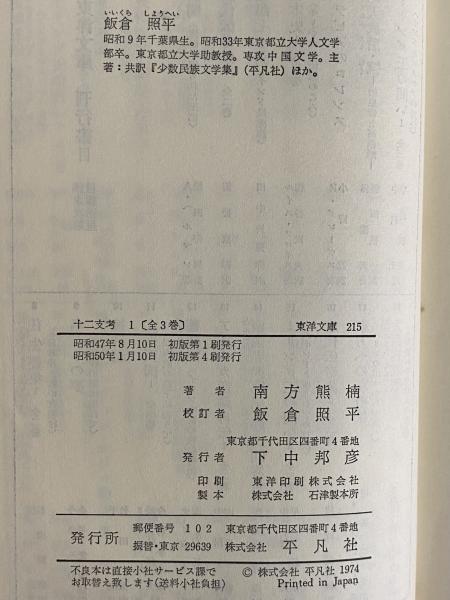 いいくら しようへい
飯倉 照平
昭和9年千葉県生。昭和33年東京都立大学人文学
部卒。東京都立大学助教授。専攻中国文学。主
著：共訳『少数民族文学集』(平凡社)ほか。
十二支考 1〔全3巻〕 東洋文庫 215
昭和47年8月10日 初版第1刷発行
昭和50年1月10日 初版第4刷発行
著者 南方熊楠
校訂者 飯倉照平
東京都千代田区四番町4番地
発行者 下中邦彦
印刷 東洋印刷株式会社
製本 株式会社 石津製本所
発行所 郵便番号 102 東京都千代田区四番町4番地
振替・東京 29639 株式会社 平凡社
不良本は直接小社サービス課で
お取替え致します(送料小社負担)
© 株式会社 平凡社 1974
Printed in Japan